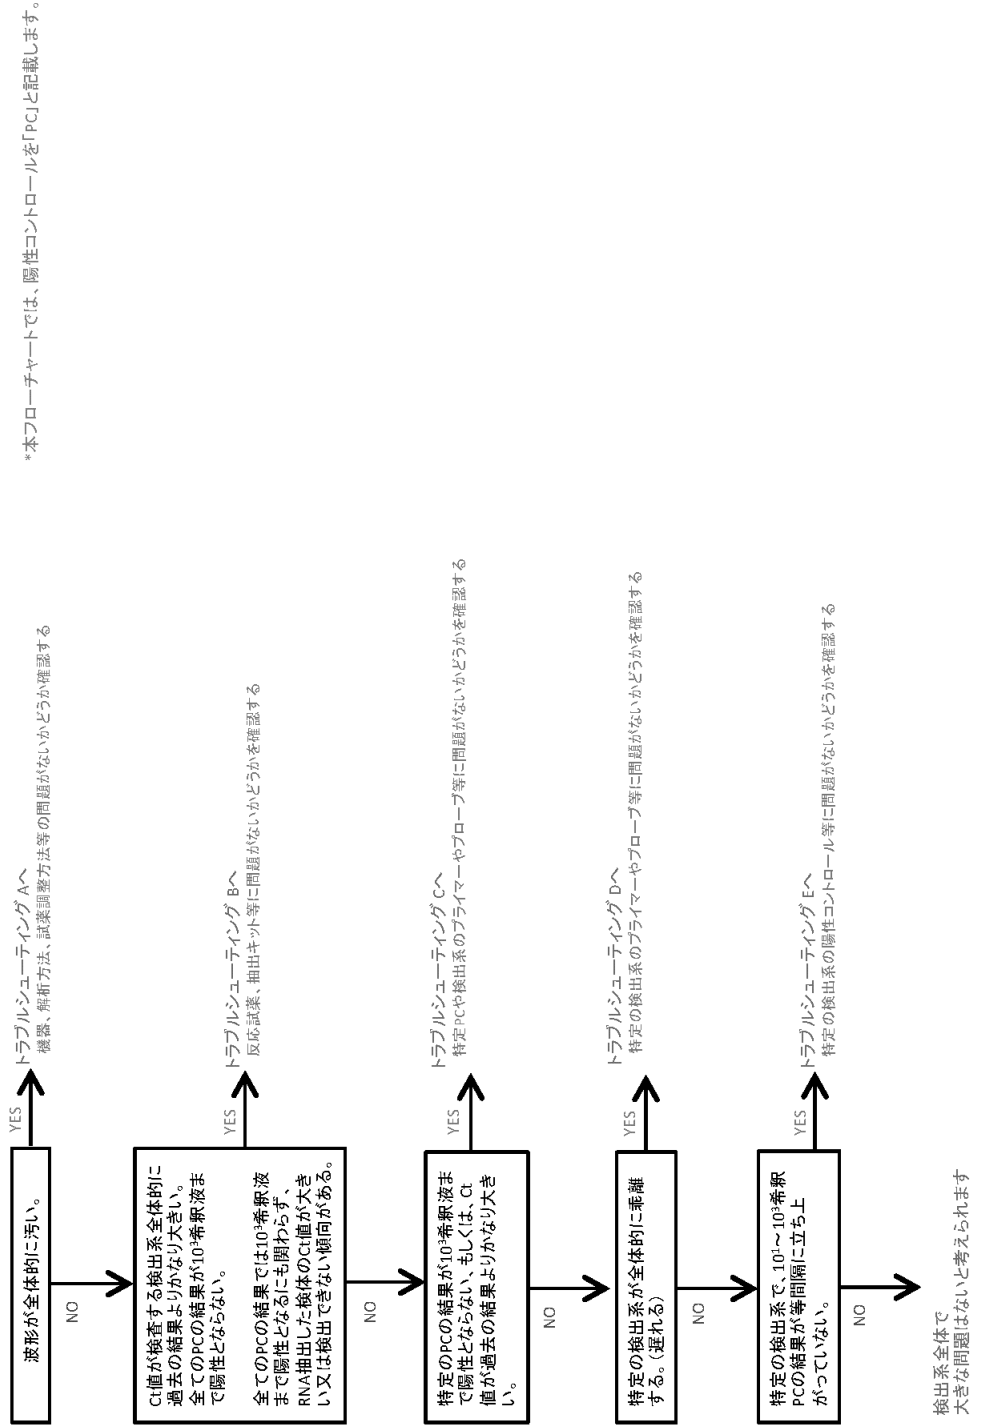 *本フローチャートでは、陽性コントロールを「PC」と記載します。
波形が全体的に汚い。
YES
トラブルシューティング Aへ
機器、解析方法、試薬調整方法等の問題がないかどうか確認する
NO
Ct値が検査する検出系全体的に
過去の結果よりかなり大きい。
全てのPCの結果が10³希釈液ま
で陽性とならない。
全てのPCの結果では10³希釈液
まで陽性となるにも関わらず、
RNA抽出した検体のCt値が大き
い又は検出できない傾向がある。
YES
トラブルシューティング Bへ
反応試薬、抽出キット等に問題がないかどうかを確認する
NO
特定のPCの結果が10³希釈液ま
で陽性とならない、もしくは、Ct
値が過去の結果よりかなり大き
い。
YES
トラブルシューティング Cへ
特定PCや検出系のプライマーやプローブ等に問題がないかどうかを確認する
NO
特定の検出系が全体的に乖離
する。（遅れる）
YES
トラブルシューティング Dへ
特定の検出系のプライマーやプローブ等に問題がないかどうかを確認する
NO
特定の検出系で、10¹～10³希釈
PCの結果が等間隔に立ち上
がっていない。
YES
トラブルシューティング Eへ
特定の検出系の陽性コントロール等に問題がないかどうかを確認する
NO
検出系全体で
大きな問題はないと考えられます